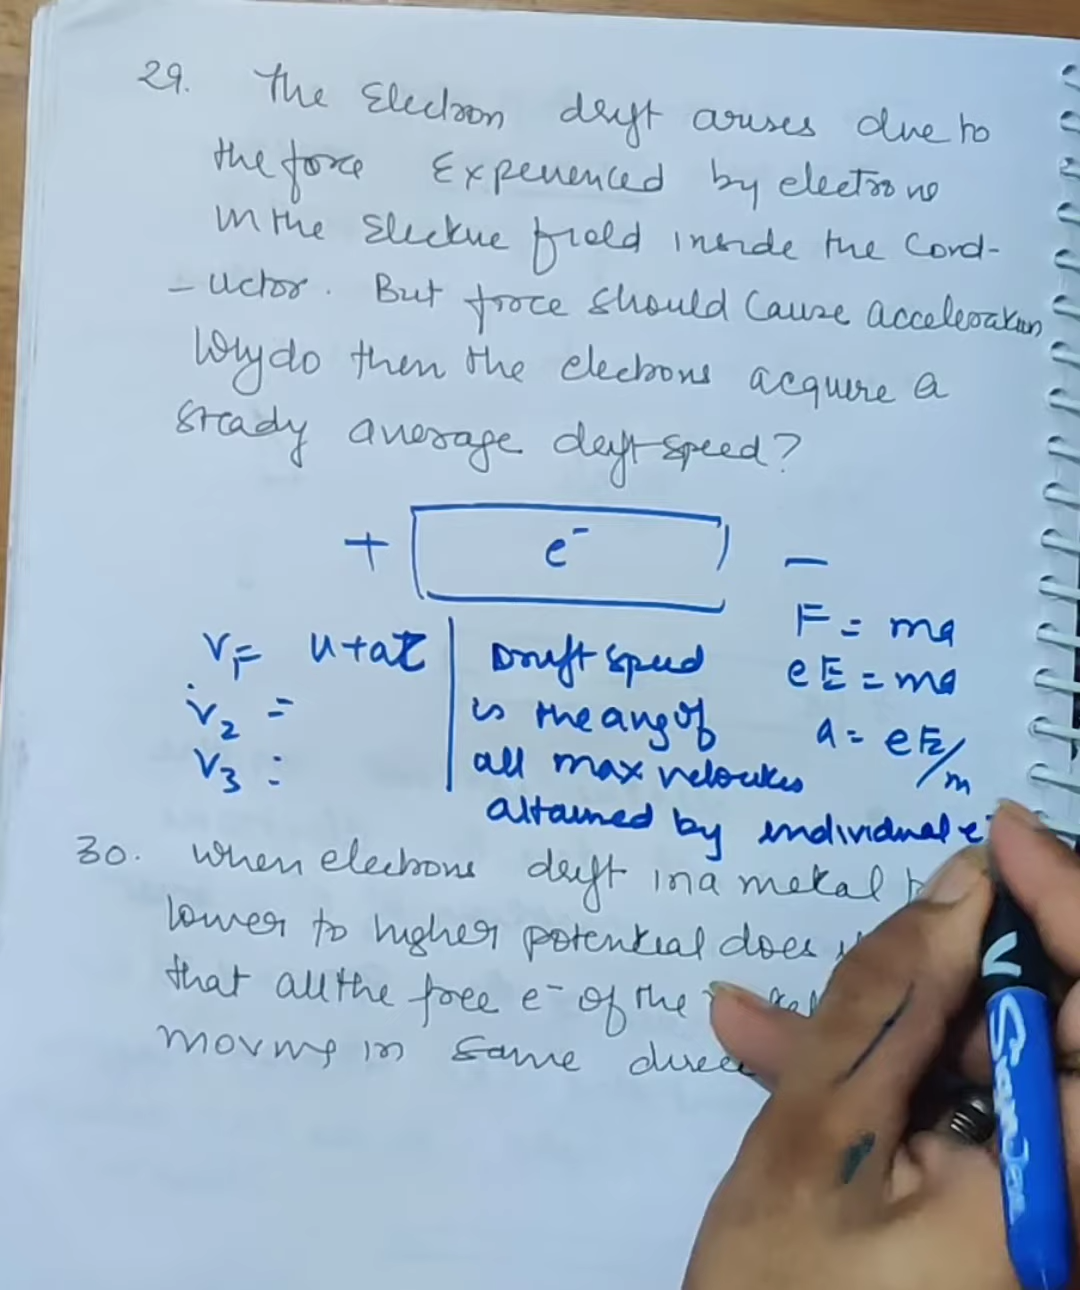 29. The Electron drift arises due to
the force Experienced by electrons
in the Electric field inside the Cond-
- uctor. But force should Cause acceleration
Why do then the electrons acquire a
steady average drift speed?
+ e⁻ −
F = ma
v₁= u+aτ
Drift speed
eE = ma
v₂ =
is the avg of
a = eE/m
v₃ =
all max velocities
attained by individual e⁻
30. When electrons drift in a metal
lower to higher potential does
that all the free e⁻ of the
moving in same